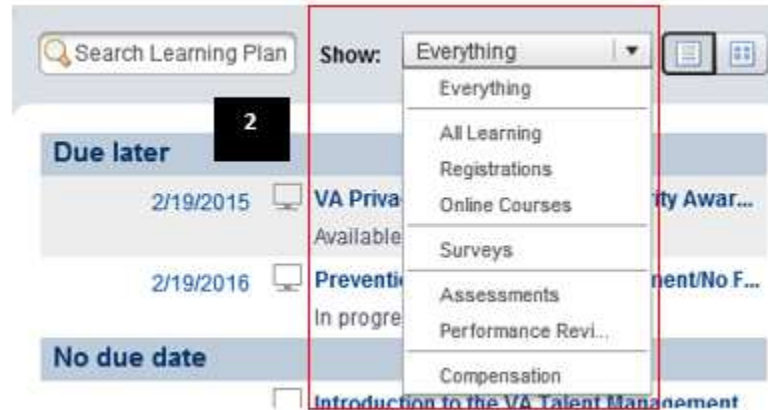 Search Learning Plan Show: Everything
Everything
2
All Learning
Due later
Registrations
2/19/2015 VA Priva ity Awar...
Online Courses
Available
Surveys
2/19/2016 Preventi ment/No F...
Assessments
In progre
Performance Revi...
No due date
Compensation
Introduction to the VA Talent Management